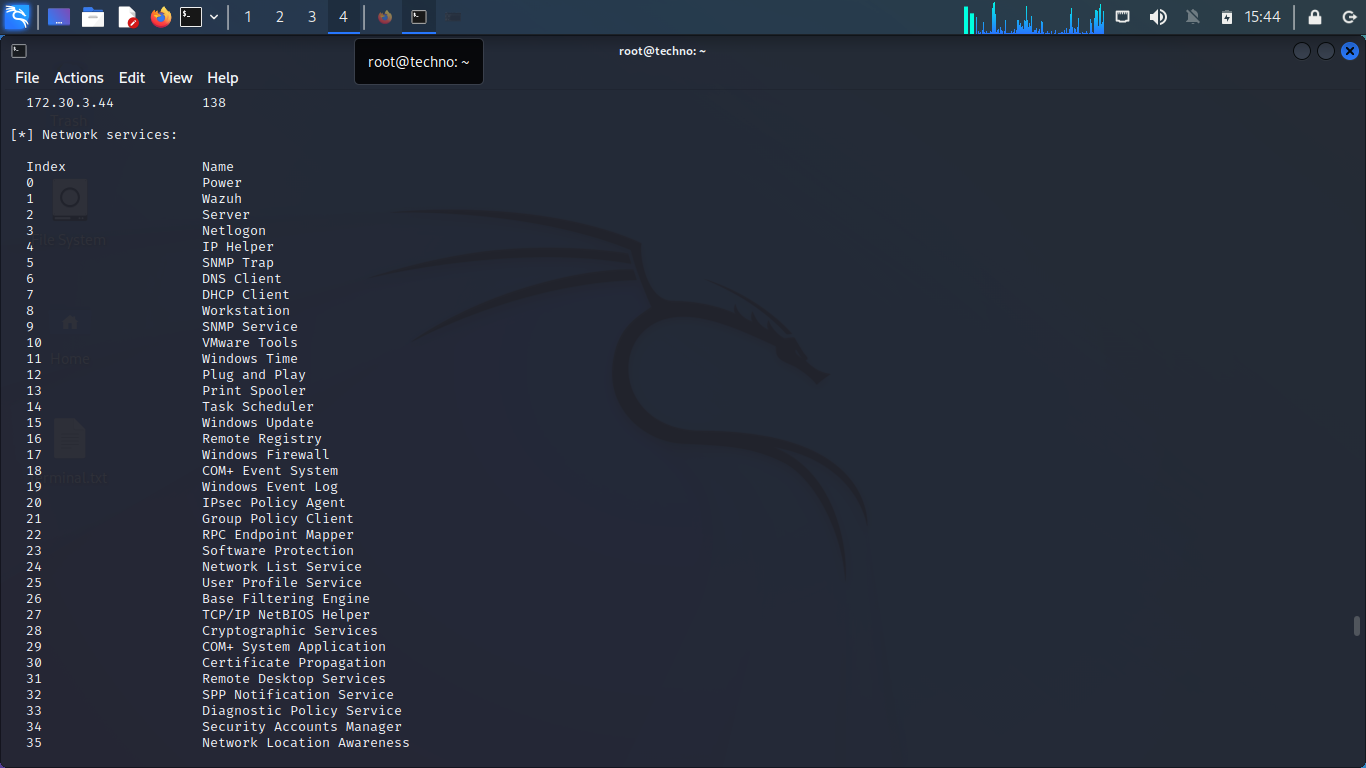 1 2 3 4 15:44
root@techno: ~
root@techno: ~
File Actions Edit View Help
172.30.3.44 138
Trash
[*] Network services:
Index Name
0 Power
1 Wazuh
2 Server
3 Netlogon
File System
4 IP Helper
5 SNMP Trap
6 DNS Client
7 DHCP Client
8 Workstation
9 SNMP Service
10 VMware Tools
11 Windows Time
Home
12 Plug and Play
13 Print Spooler
14 Task Scheduler
15 Windows Update
16 Remote Registry
17 Windows Firewall
18 COM+ Event System
rminal.txt
19 Windows Event Log
20 IPsec Policy Agent
21 Group Policy Client
22 RPC Endpoint Mapper
23 Software Protection
24 Network List Service
25 User Profile Service
26 Base Filtering Engine
27 TCP/IP NetBIOS Helper
28 Cryptographic Services
29 COM+ System Application
30 Certificate Propagation
31 Remote Desktop Services
32 SPP Notification Service
33 Diagnostic Policy Service
34 Security Accounts Manager
35 Network Location Awareness